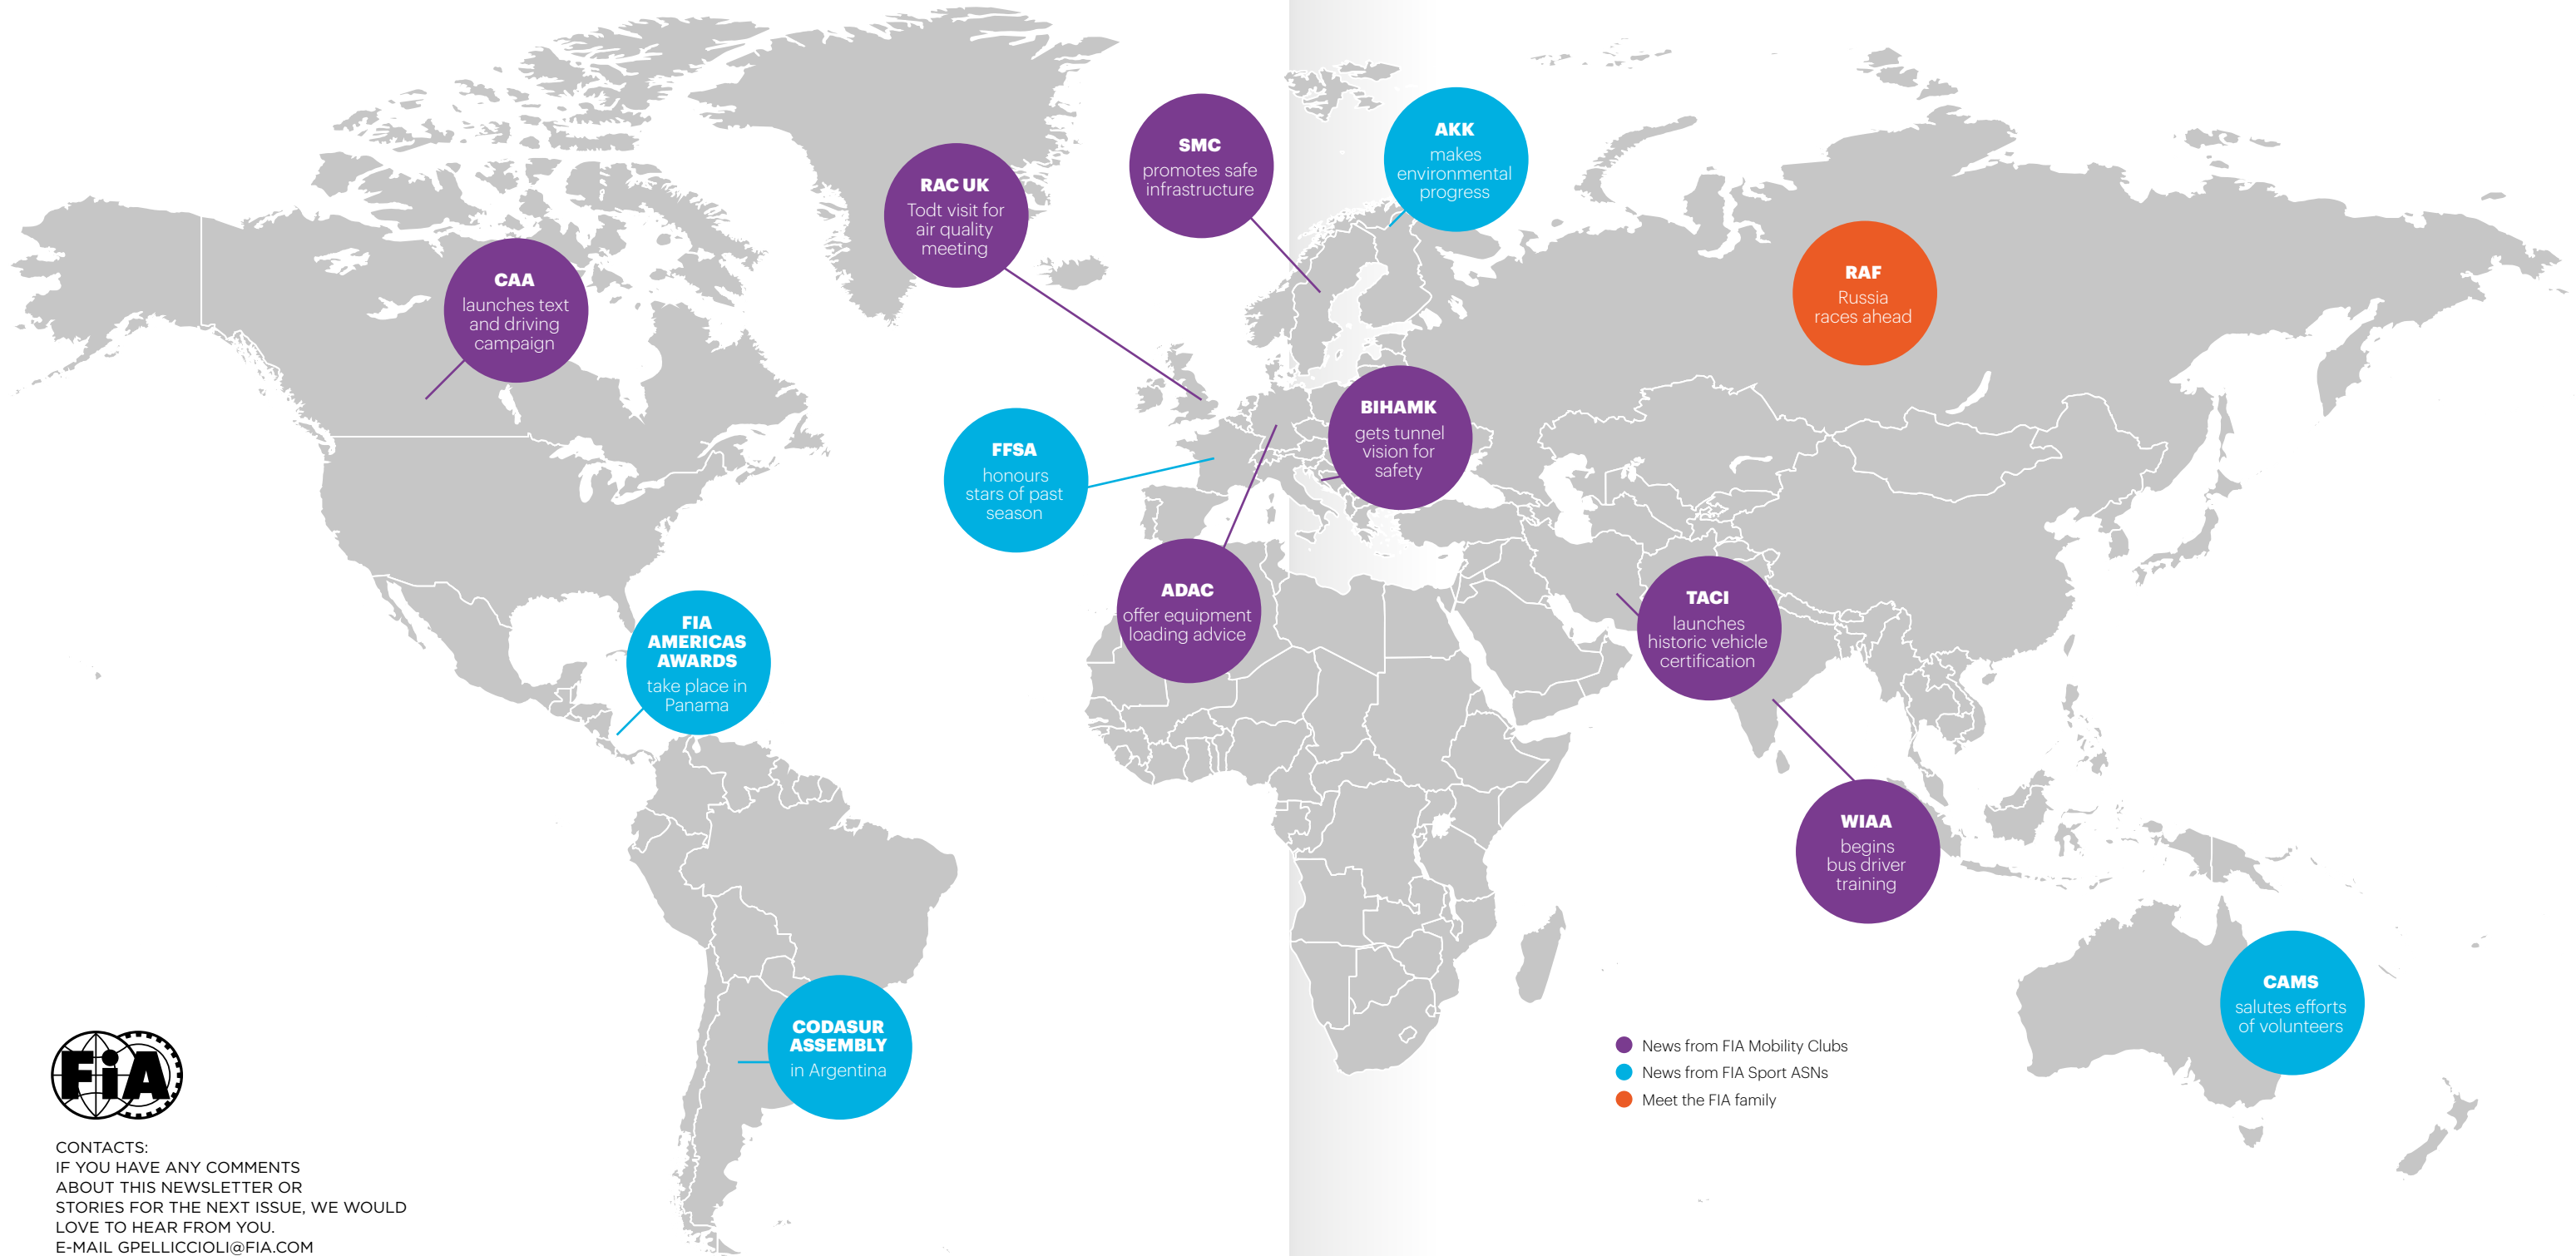 SMC
promotes safe
infrastructure
AKK
makes
environmental
progress
RAC UK
Todt visit for
air quality
meeting
CAA
launches text
and driving
campaign
RAF
Russia
races ahead
BIHAMK
gets tunnel
vision for
safety
FFSA
honours
stars of past
season
ADAC
offer equipment
loading advice
TACI
launches
historic vehicle
certification
FIA
AMERICAS
AWARDS
take place in
Panama
WIAA
begins
bus driver
training
CAMS
salutes efforts
of volunteers
CODASUR
ASSEMBLY
in Argentina
News from FIA Mobility Clubs
News from FIA Sport ASNs
Meet the FIA family
FiA
CONTACTS:
IF YOU HAVE ANY COMMENTS
ABOUT THIS NEWSLETTER OR
STORIES FOR THE NEXT ISSUE, WE WOULD
LOVE TO HEAR FROM YOU.
E-MAIL GPELLICCIOLI@FIA.COM